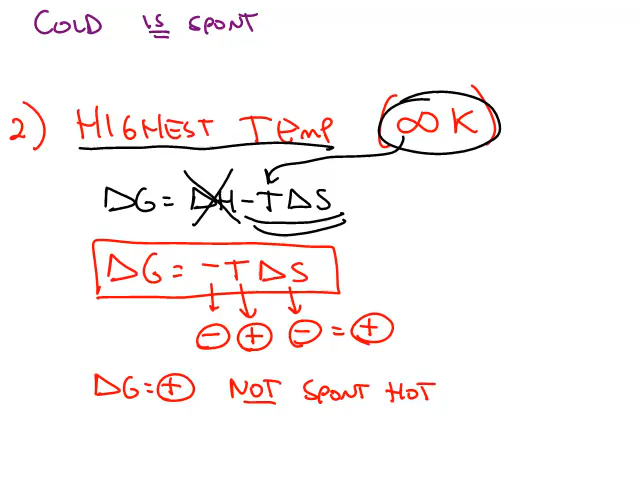 COLD IS SPONT
2) HIGHEST TEMP (∞ K)
ΔG = ΔH - TΔS
ΔG = -TΔS
- + - = +
ΔG = + NOT SPONT HOT